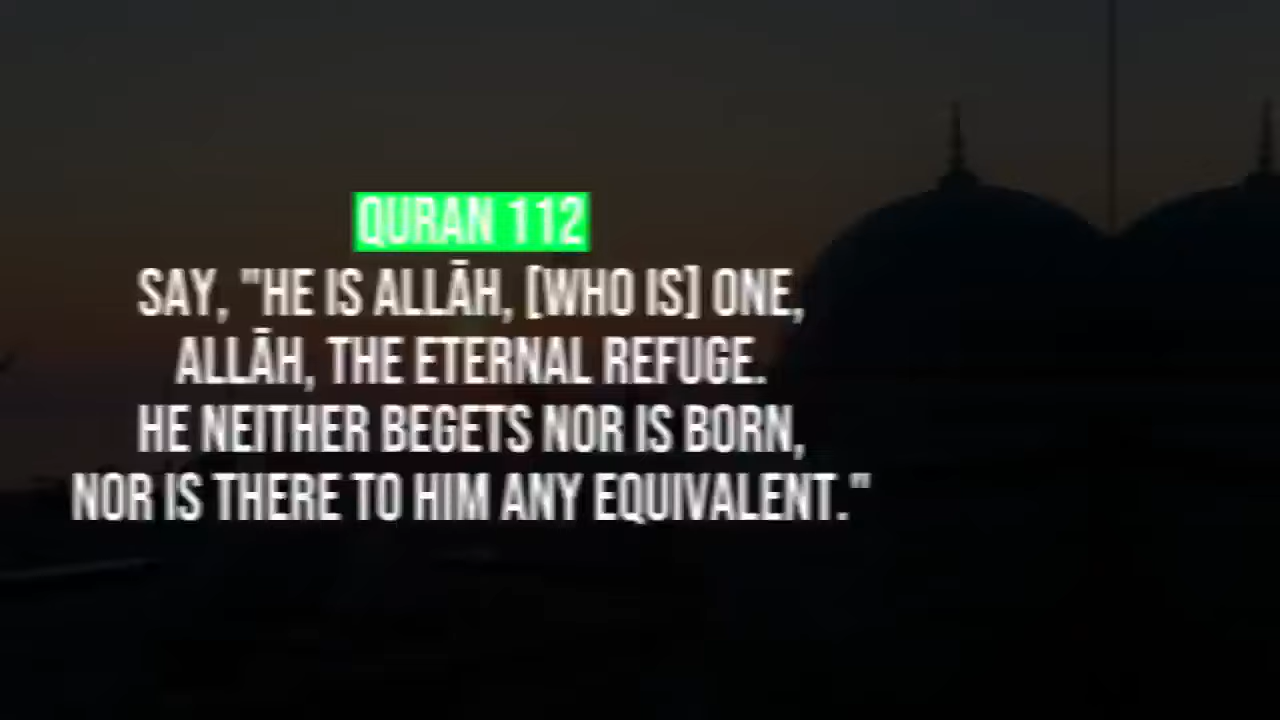 QURAN 112
SAY, "HE IS ALLĀH, [WHO IS] ONE,
ALLĀH, THE ETERNAL REFUGE.
HE NEITHER BEGETS NOR IS BORN,
NOR IS THERE TO HIM ANY EQUIVALENT."